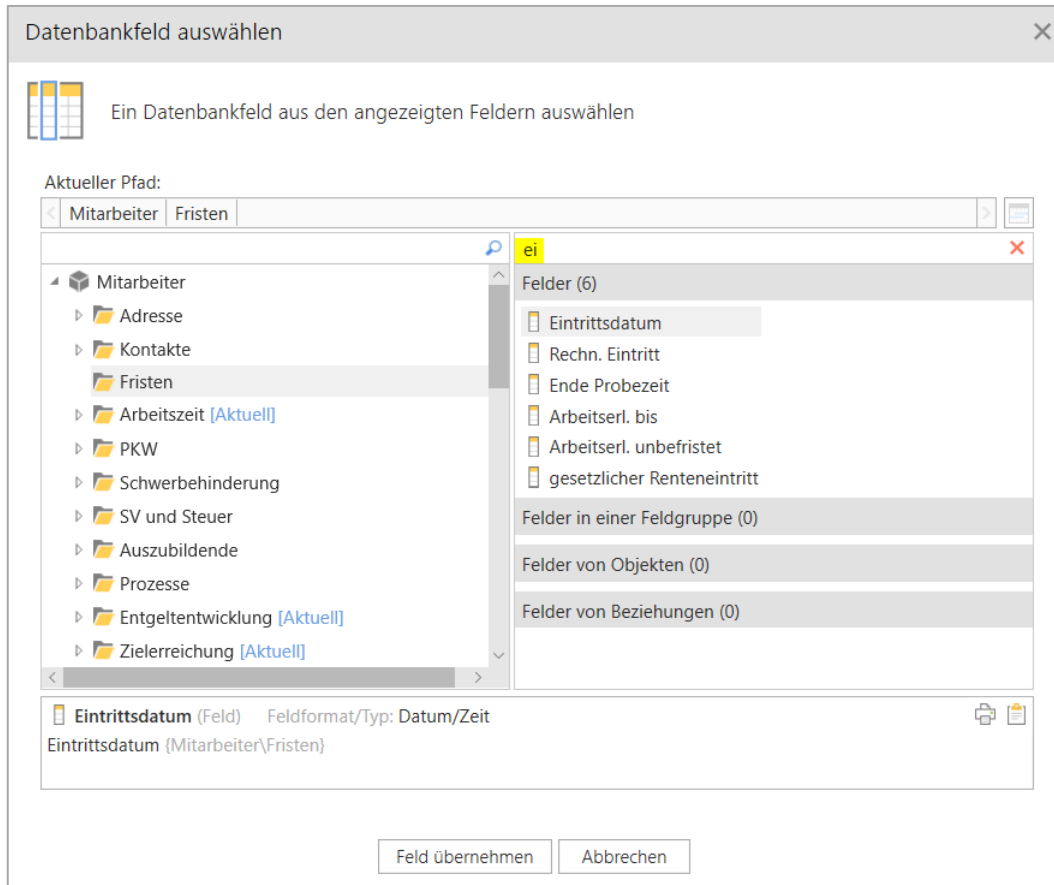 Datenbankfeld auswählen
Ein Datenbankfeld aus den angezeigten Feldern auswählen
Aktueller Pfad:
Mitarbeiter Fristen
Mitarbeiter
Adresse
Kontakte
Fristen
Arbeitszeit [Aktuell]
PKW
Schwerbehinderung
SV und Steuer
Auszubildende
Prozesse
Entgeltentwicklung [Aktuell]
Zielerreichung [Aktuell]
ei
Felder (6)
Eintrittsdatum
Rechn. Eintritt
Ende Probezeit
Arbeitserl. bis
Arbeitserl. unbefristet
gesetzlicher Renteneintritt
Felder in einer Feldgruppe (0)
Felder von Objekten (0)
Felder von Beziehungen (0)
Eintrittsdatum (Feld) Feldformat/Typ: Datum/Zeit
Eintrittsdatum {Mitarbeiter\Fristen}
Feld übernehmen Abbrechen